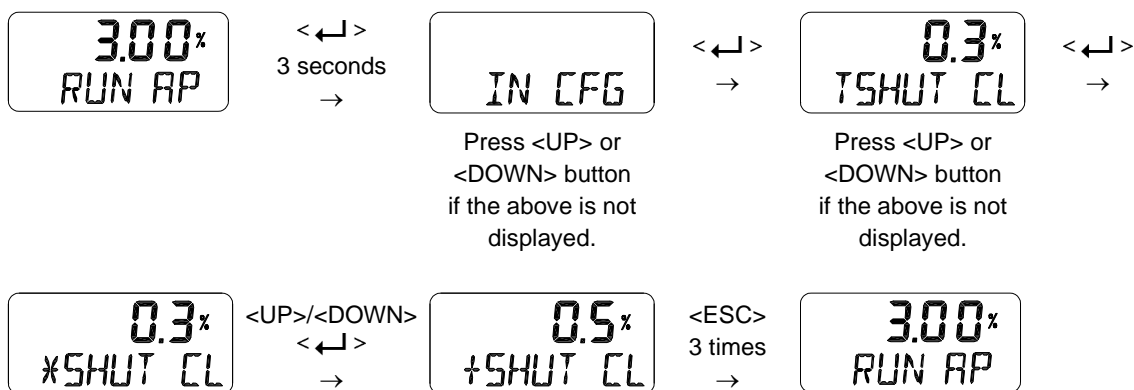 3.00%
RUN AP
< ↵ >
3 seconds
→
IN CFG
Press <UP> or
<DOWN> button
if the above is not
displayed.
< ↵ >
→
0.3%
TSHUT CL
Press <UP> or
<DOWN> button
if the above is not
displayed.
< ↵ >
→
0.3%
*SHUT CL
<UP>/<DOWN>
< ↵ >
→
0.5%
+SHUT CL
<ESC>
3 times
→
3.00%
RUN AP